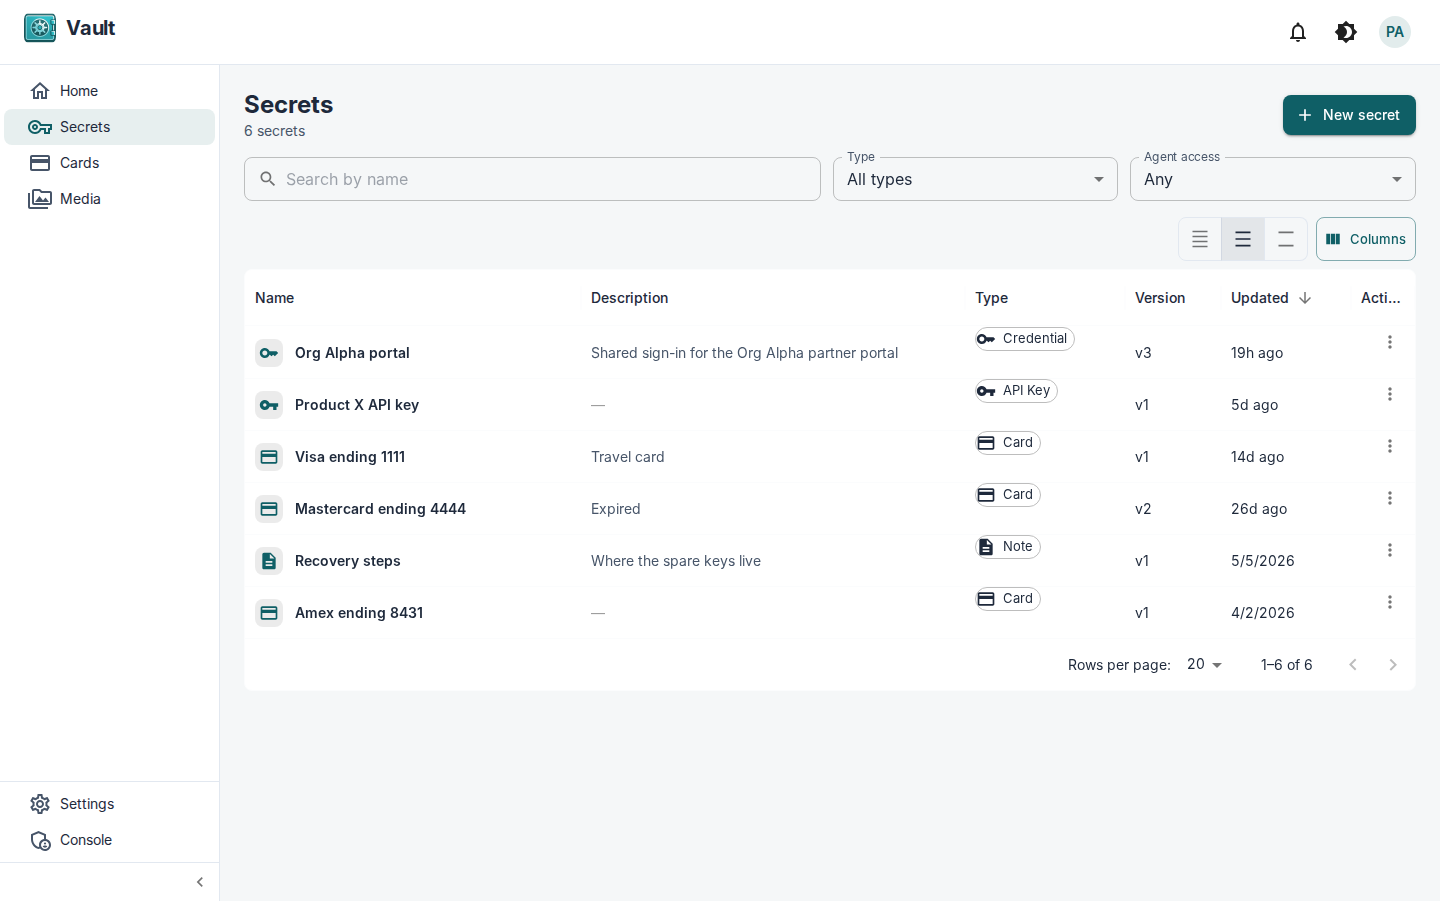 Vault
PA
Home
Secrets
Cards
Media
Settings
Console
Secrets
6 secrets
New secret
Search by name
Type
All types
Agent access
Any
Columns
Name Description Type Version Updated Acti...
Org Alpha portal Shared sign-in for the Org Alpha partner portal Credential v3 19h ago
Product X API key — API Key v1 5d ago
Visa ending 1111 Travel card Card v1 14d ago
Mastercard ending 4444 Expired Card v2 26d ago
Recovery steps Where the spare keys live Note v1 5/5/2026
Amex ending 8431 — Card v1 4/2/2026
Rows per page: 20 1–6 of 6